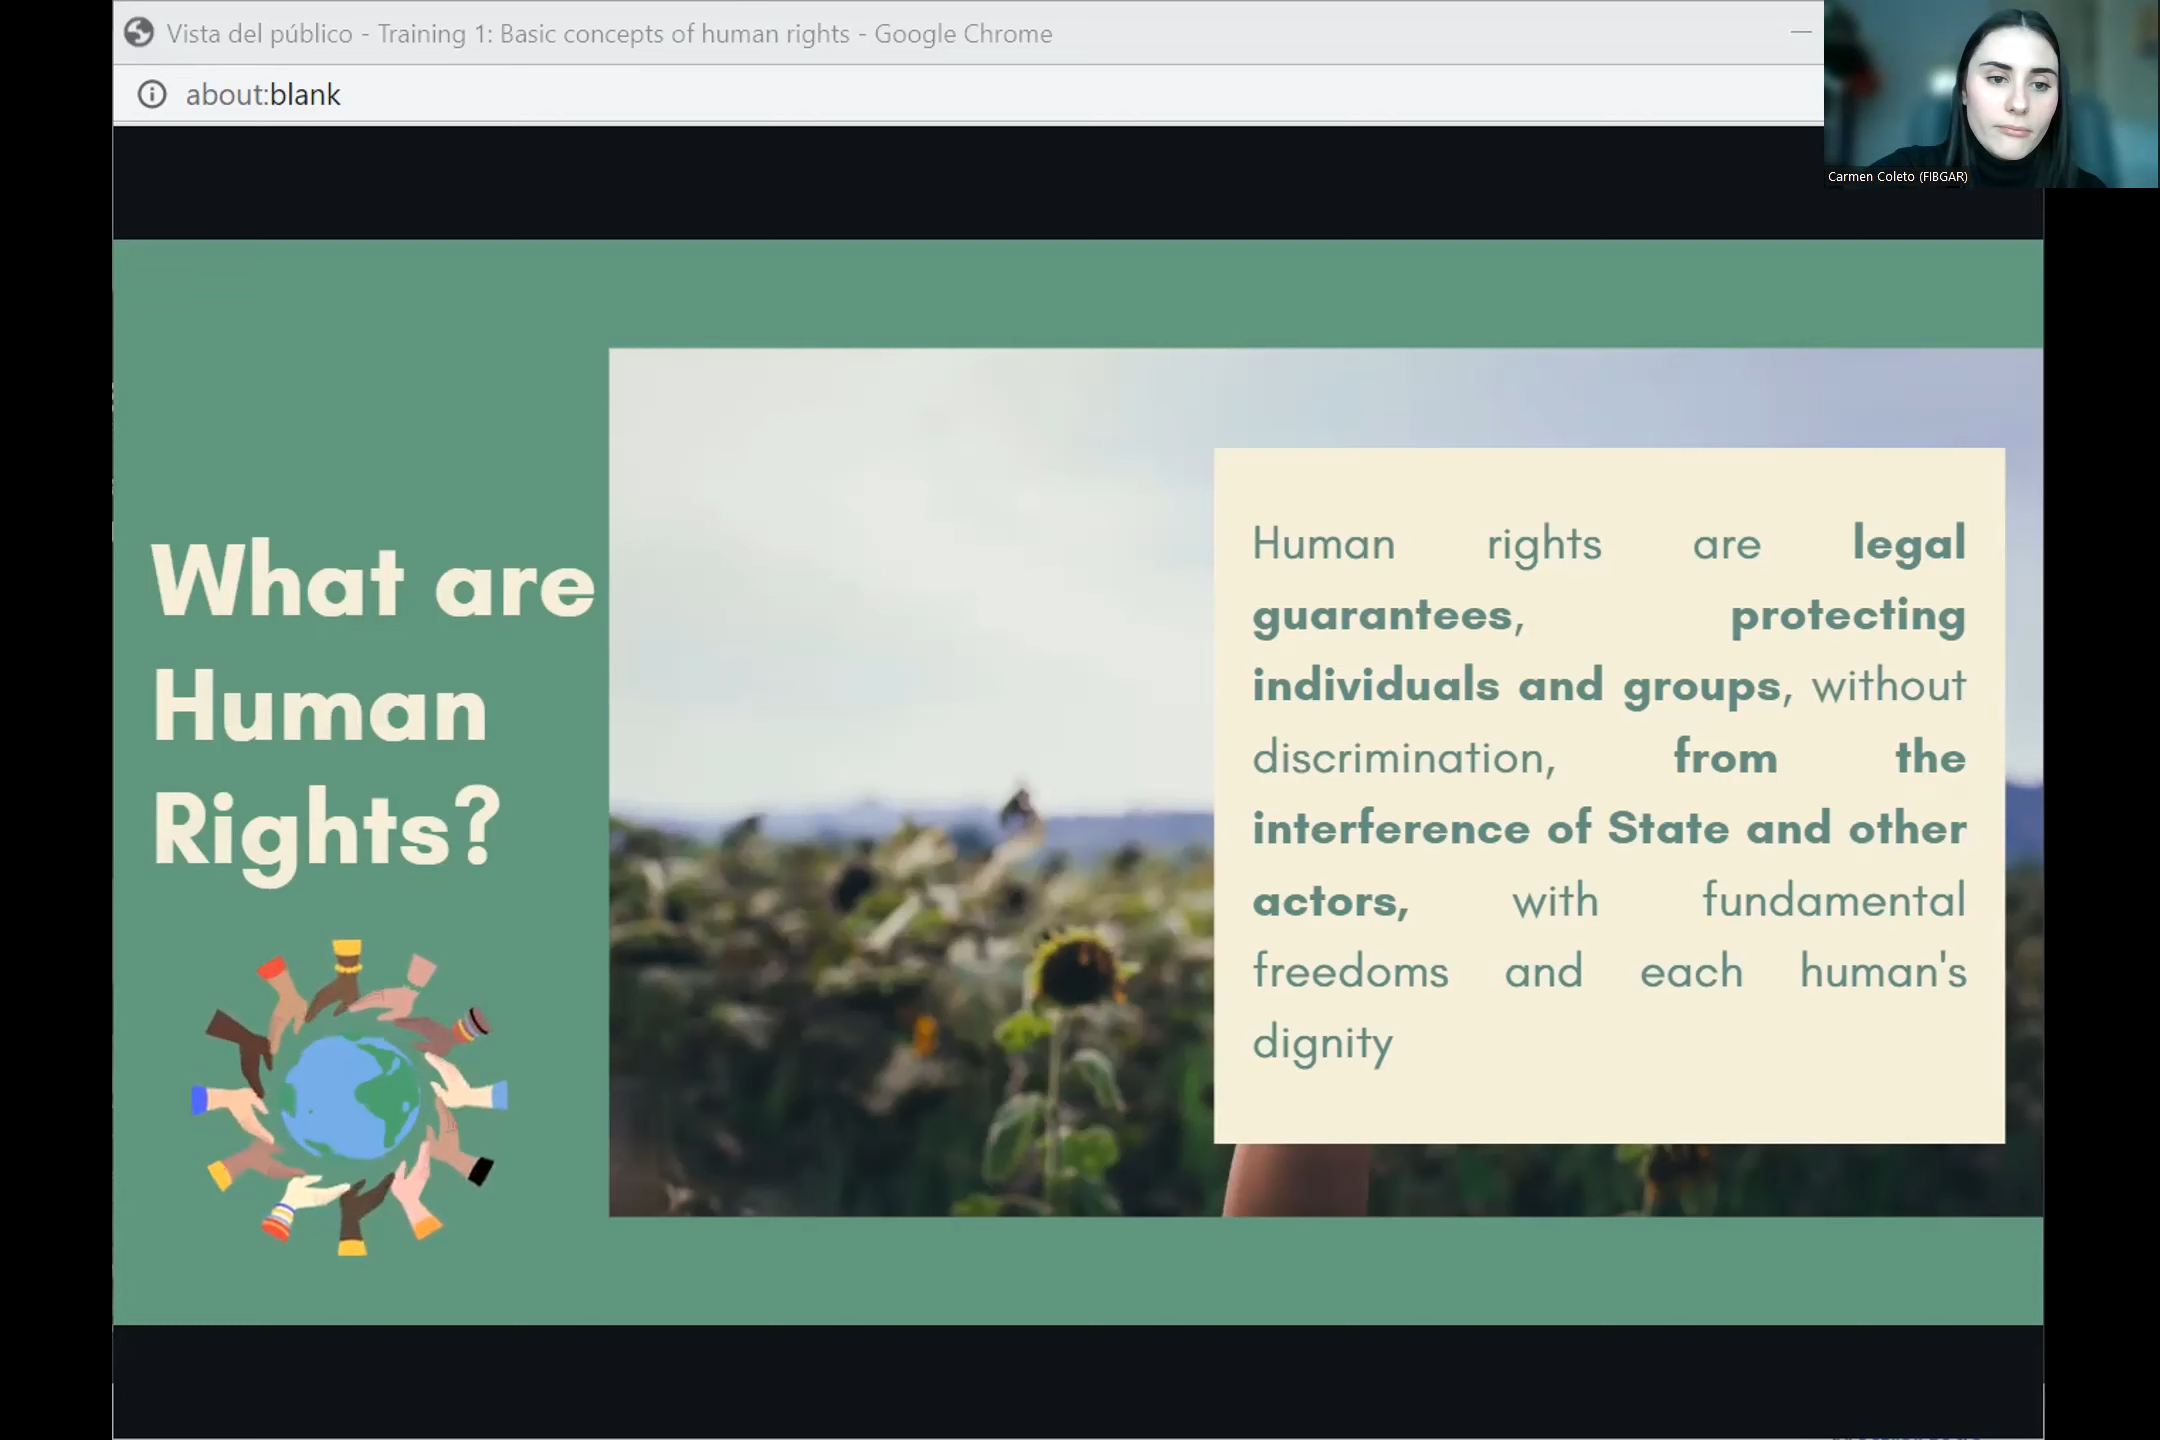 Vista del público - Training 1: Basic concepts of human rights - Google Chrome
about:blank
Carmen Coleto (FIBGAR)
What are
Human
Rights?
Human rights are legal
guarantees, protecting
individuals and groups, without
discrimination, from the
interference of State and other
actors, with fundamental
freedoms and each human's
dignity